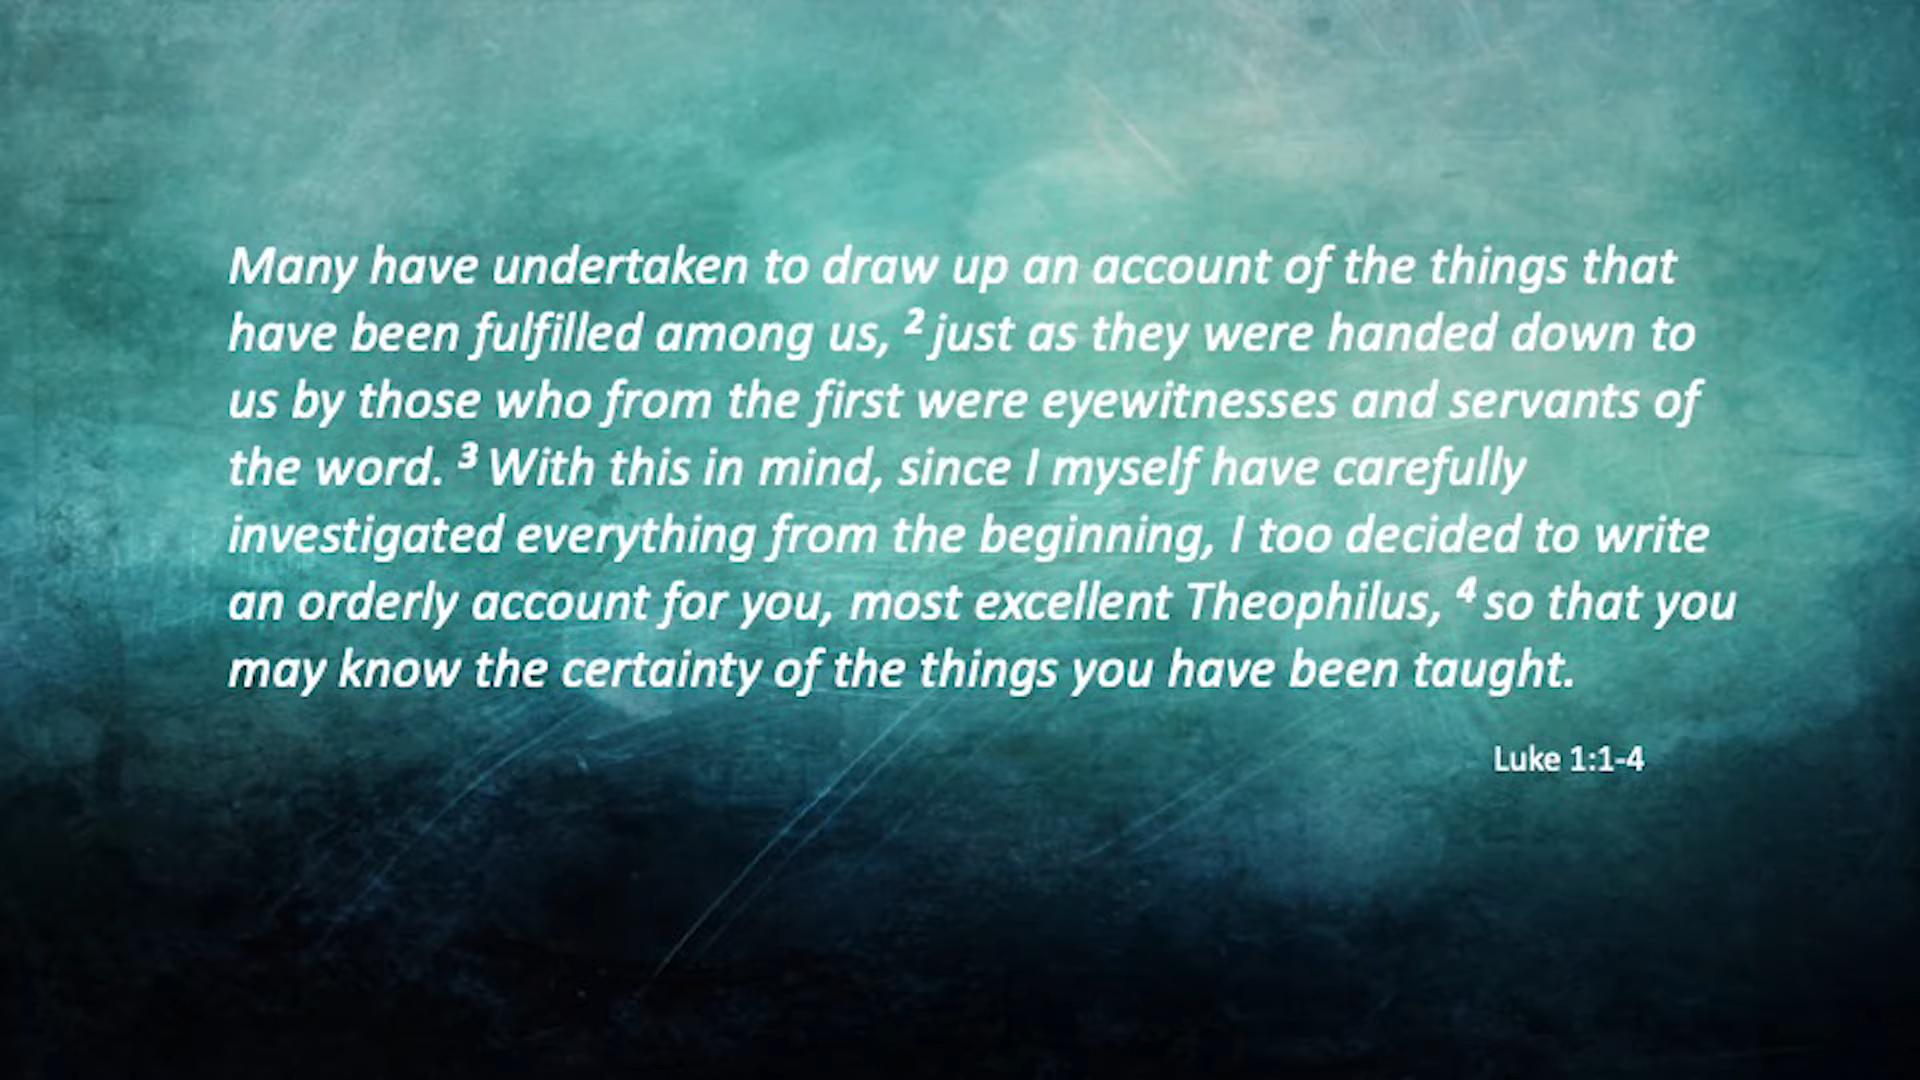 Many have undertaken to draw up an account of the things that
have been fulfilled among us, ² just as they were handed down to
us by those who from the first were eyewitnesses and servants of
the word. ³ With this in mind, since I myself have carefully
investigated everything from the beginning, I too decided to write
an orderly account for you, most excellent Theophilus, ⁴ so that you
may know the certainty of the things you have been taught.
Luke 1:1-4